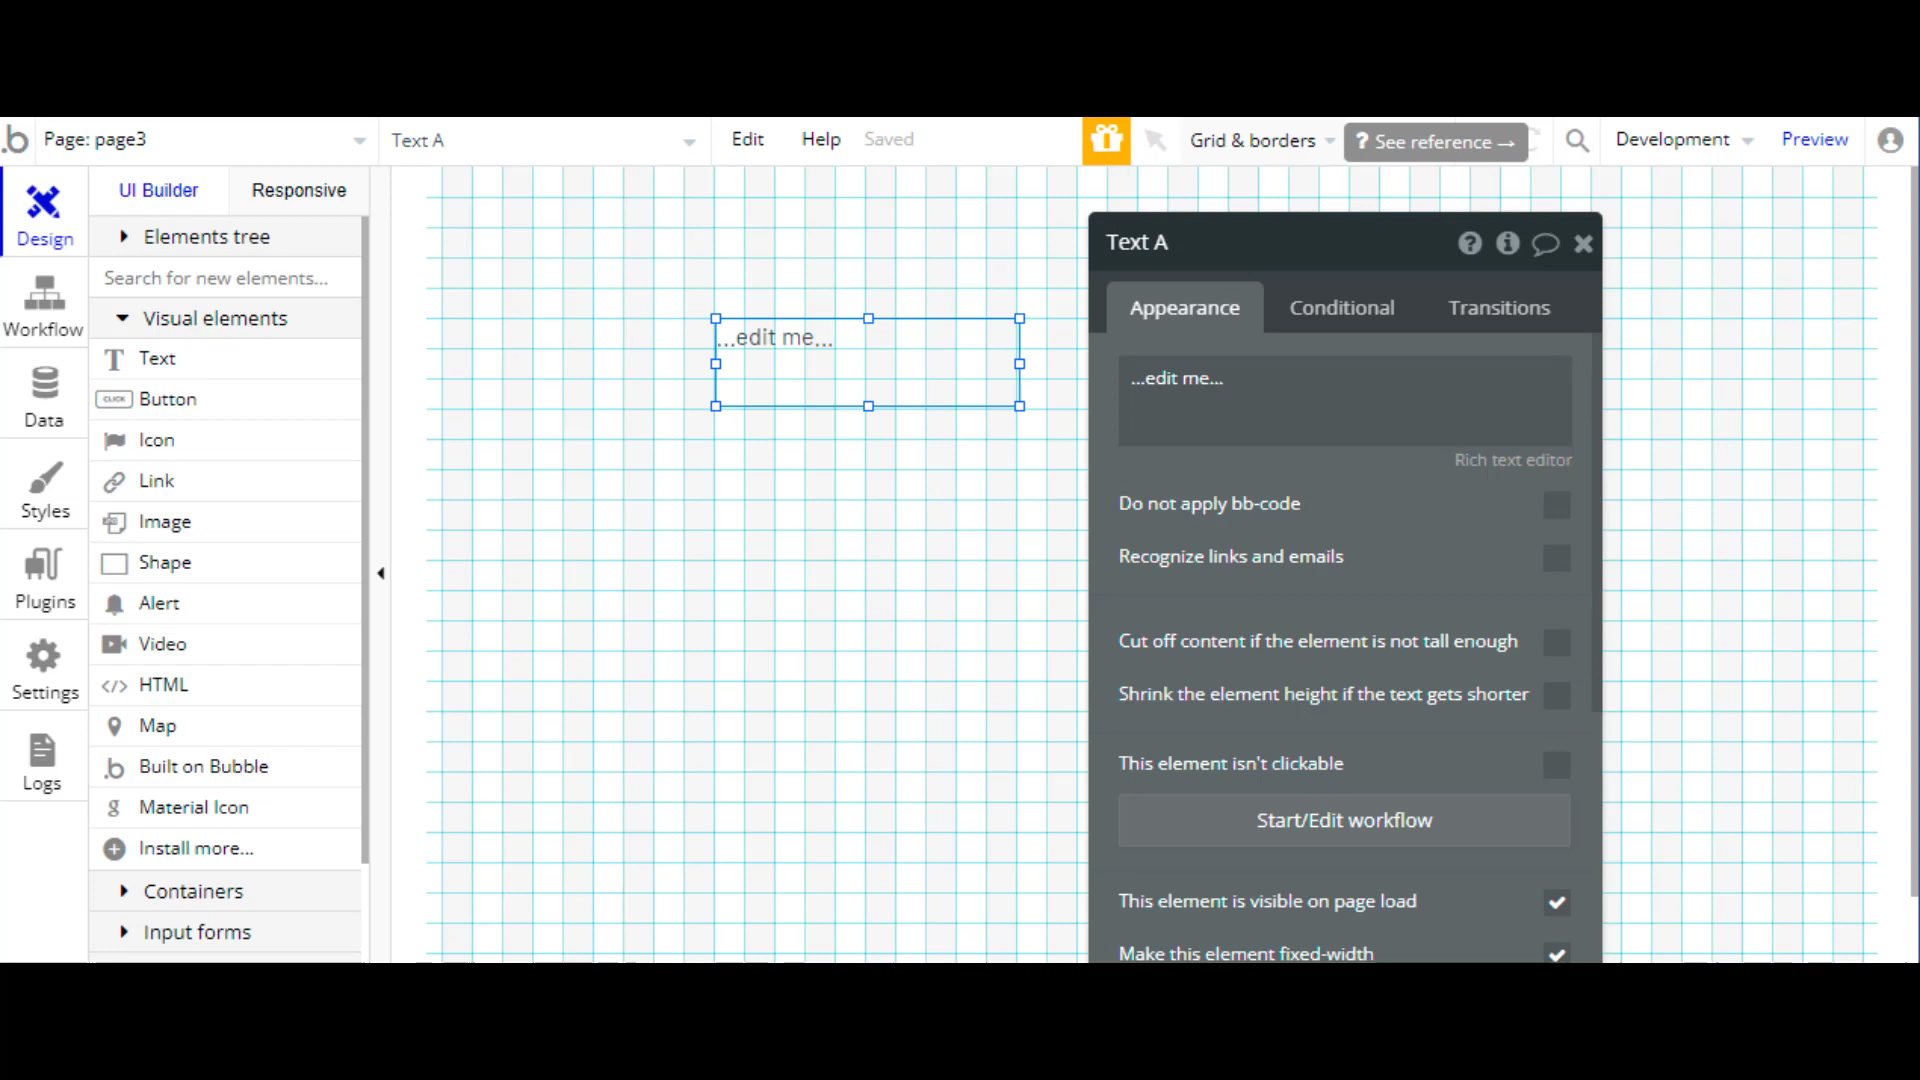 Page: page3
Text A
Edit
Help
Saved
Grid & borders
? See reference →
Development
Preview
UI Builder
Responsive
Design
Workflow
Data
Styles
Plugins
Settings
Logs
Elements tree
Search for new elements...
Visual elements
Text
CLICK Button
Icon
Link
Image
Shape
Alert
Video
</> HTML
Map
Built on Bubble
Material Icon
Install more...
Containers
Input forms
...edit me...
Text A
Appearance
Conditional
Transitions
...edit me...
Rich text editor
Do not apply bb-code
Recognize links and emails
Cut off content if the element is not tall enough
Shrink the element height if the text gets shorter
This element isn't clickable
Start/Edit workflow
This element is visible on page load
Make this element fixed-width